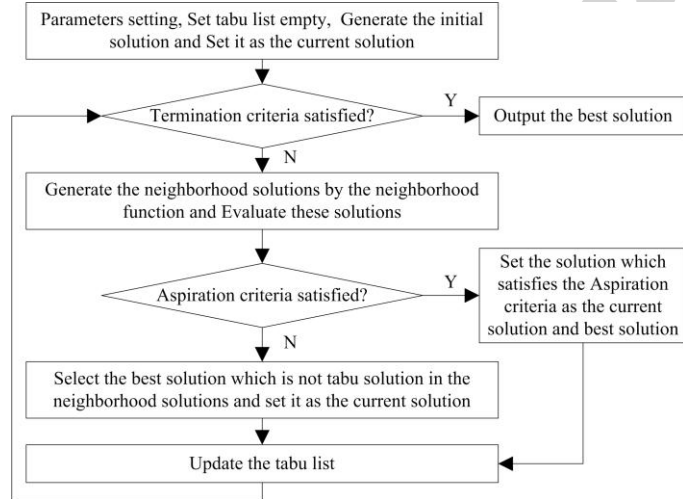 Parameters setting, Set tabu list empty, Generate the initial
solution and Set it as the current solution
Termination criteria satisfied?
Y
Output the best solution
N
Generate the neighborhood solutions by the neighborhood
function and Evaluate these solutions
Aspiration criteria satisfied?
Y
Set the solution which
satisfies the Aspiration
criteria as the current
solution and best solution
N
Select the best solution which is not tabu solution in the
neighborhood solutions and set it as the current solution
Update the tabu list